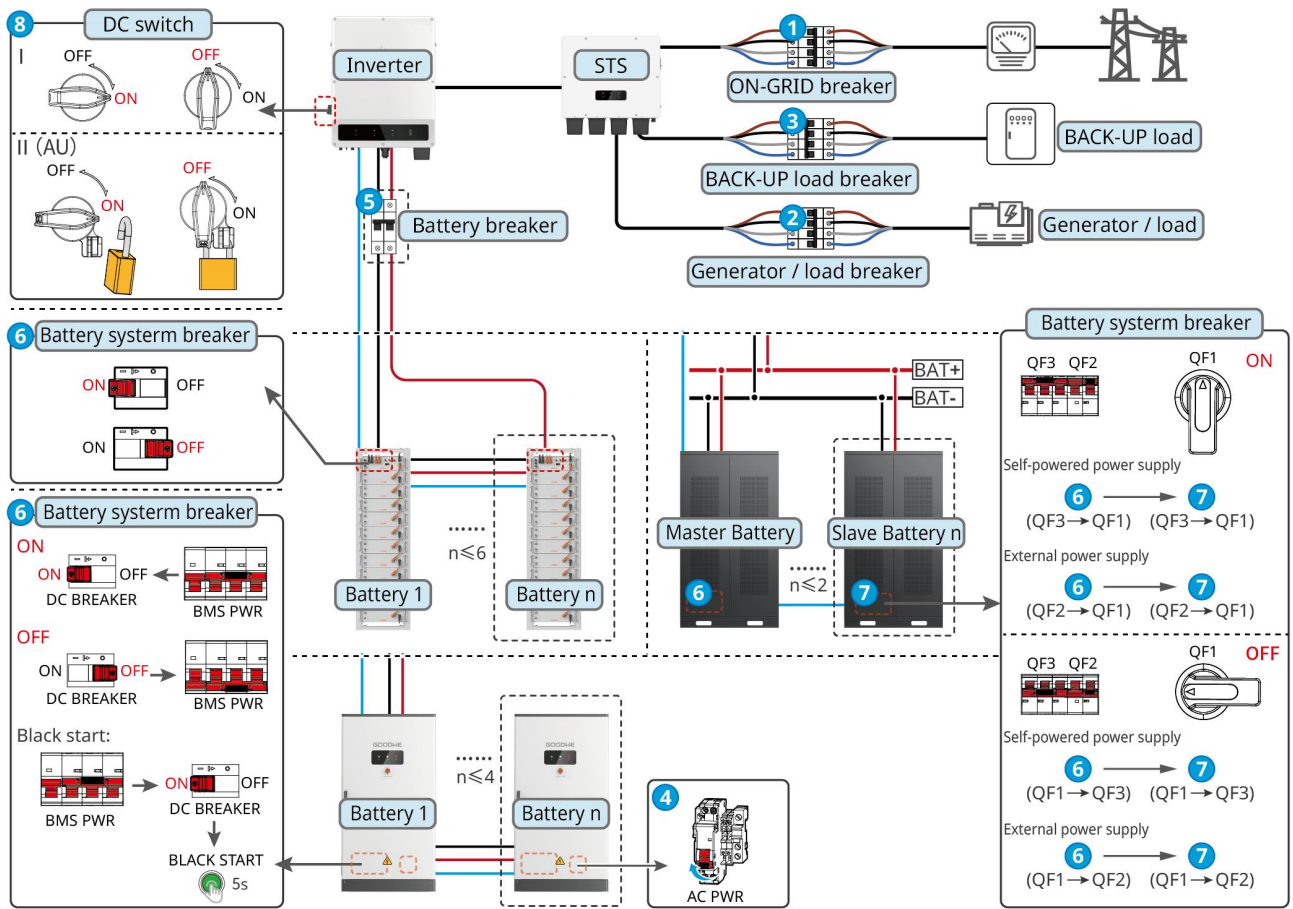 8
DC switch
I
OFF
ON
OFF
ON
II (AU)
OFF
ON
OFF
ON
Inverter
STS
1
ON-GRID breaker
3
BACK-UP load breaker
BACK-UP load
2
Generator / load breaker
Generator / load
5
Battery breaker
6
Battery systerm breaker
ON
OFF
ON
OFF
6
Battery systerm breaker
ON
ON
OFF
DC BREAKER
BMS PWR
OFF
ON
OFF
DC BREAKER
BMS PWR
Black start:
BMS PWR
ON
OFF
DC BREAKER
BLACK START
5s
Battery 1
······
n≤6
Battery n
BAT+
BAT-
Master Battery
Slave Battery n
······
n≤2
6
7
GOODWE
Battery 1
······
n≤4
GOODWE
Battery n
4
AC PWR
Battery systerm breaker
QF3 QF2
QF1
ON
Self-powered power supply
6 → 7
(QF3→QF1) (QF3→QF1)
External power supply
6 → 7
(QF2→QF1) (QF2→QF1)
QF3 QF2
QF1
OFF
Self-powered power supply
6 → 7
(QF1→QF3) (QF1→QF3)
External power supply
6 → 7
(QF1→QF2) (QF1→QF2)